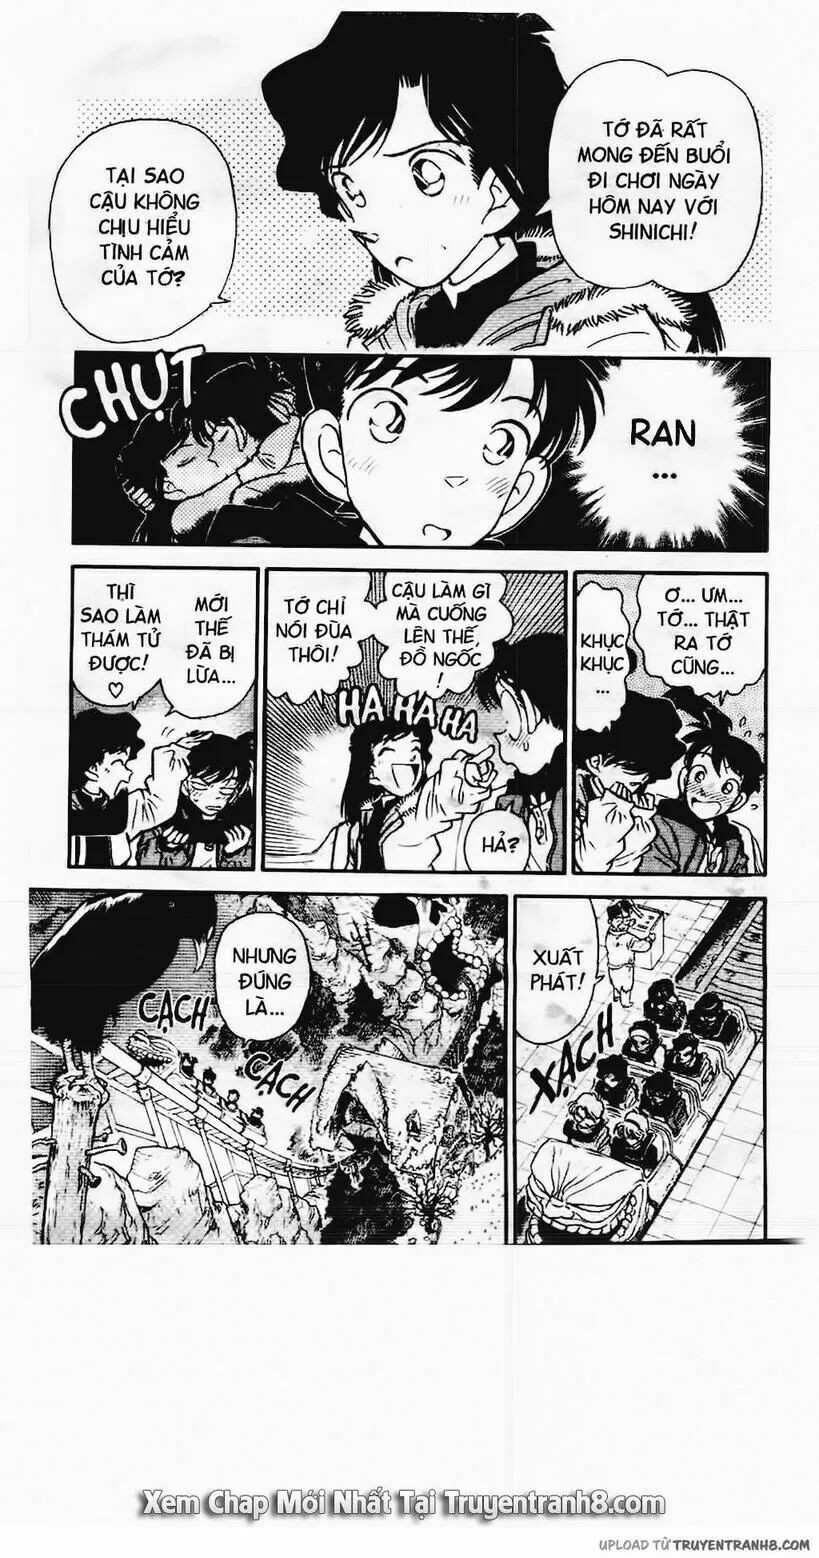 TỚ ĐÃ RẤT
MONG ĐẾN BUỔI
ĐI CHƠI NGÀY
HÔM NAY VỚI
SHINICHI!
TẠI SAO
CẬU KHÔNG
CHỊU HIỂU
TÌNH CẢM
CỦA TỚ?
RAN
...
CHỤT
Ơ... ƯM...
TỚ... THẬT
RA TỚ
CŨNG...
KHỤC
KHỤC
...
CẬU LÀM GÌ
MÀ CUỐNG
LÊN THẾ,
ĐỒ NGỐC
!
TỚ CHỈ
NÓI ĐÙA
THÔI!
HA HA HA
HẢ?
MỚI
THẾ
ĐÃ BỊ
LỪA...
THÌ
SAO LÀM
THÁM TỬ
ĐƯỢC!
♡
XUẤT
PHÁT!
XẠCH
NHƯNG
ĐÚNG
LÀ...
CẠCH
CẠCH
Xem Chap Mới Nhất Tại Truyentranh8.com
UPLOAD TỪ TRUYENTRANH8.COM